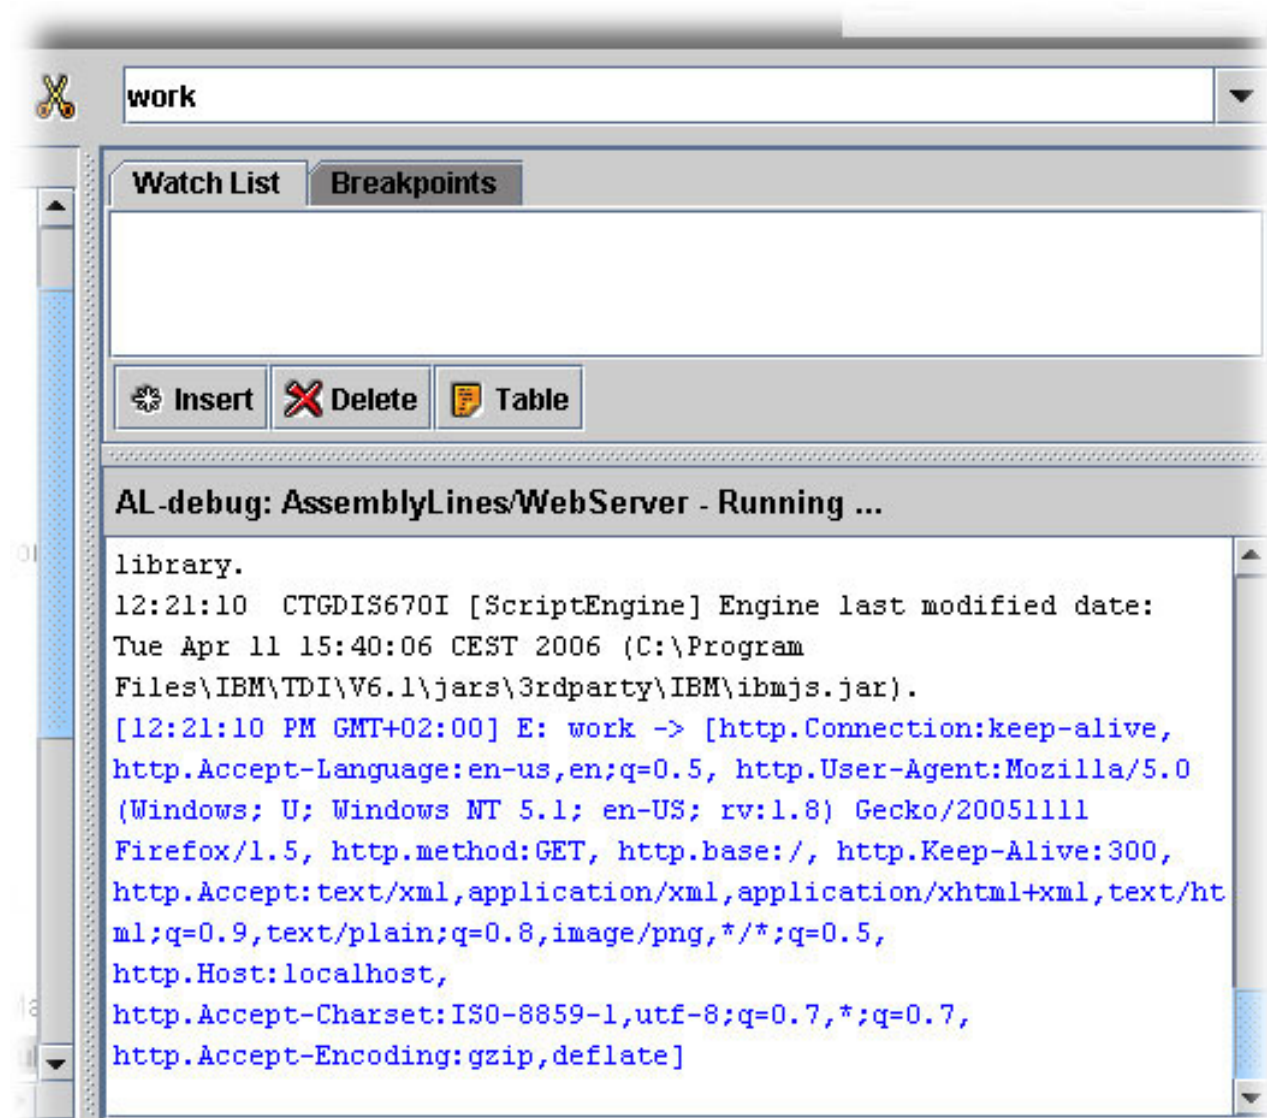 work
Watch List Breakpoints
Insert Delete Table
AL-debug: AssemblyLines/WebServer - Running ...
library.
12:21:10  CTGDIS670I [ScriptEngine] Engine last modified date:
Tue Apr 11 15:40:06 CEST 2006 (C:\Program
Files\IBM\TDI\V6.1\jars\3rdparty\IBM\ibmjs.jar).
[12:21:10 PM GMT+02:00] E: work -> [http.Connection:keep-alive,
http.Accept-Language:en-us,en;q=0.5, http.User-Agent:Mozilla/5.0
(Windows; U; Windows NT 5.1; en-US; rv:1.8) Gecko/20051111
Firefox/1.5, http.method:GET, http.base:/, http.Keep-Alive:300,
http.Accept:text/xml,application/xml,application/xhtml+xml,text/ht
ml;q=0.9,text/plain;q=0.8,image/png,*/*;q=0.5,
http.Host:localhost,
http.Accept-Charset:ISO-8859-1,utf-8;q=0.7,*;q=0.7,
http.Accept-Encoding:gzip,deflate]